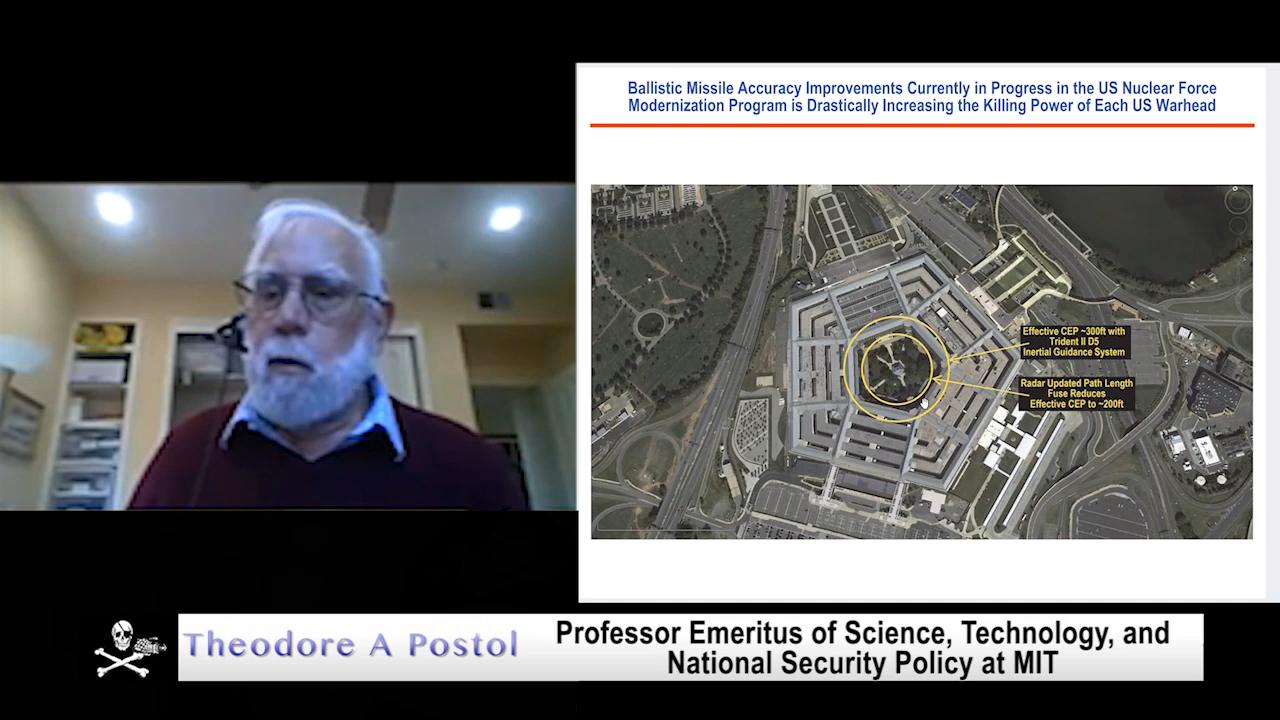 Ballistic Missile Accuracy Improvements Currently in Progress in the US Nuclear Force
Modernization Program is Drastically Increasing the Killing Power of Each US Warhead
Effective CEP ~300ft with
Trident II D5
Inertial Guidance System
Radar Updated Path Length
Fuse Reduces
Effective CEP to ~200ft
Theodore A Postol
Professor Emeritus of Science, Technology, and
National Security Policy at MIT